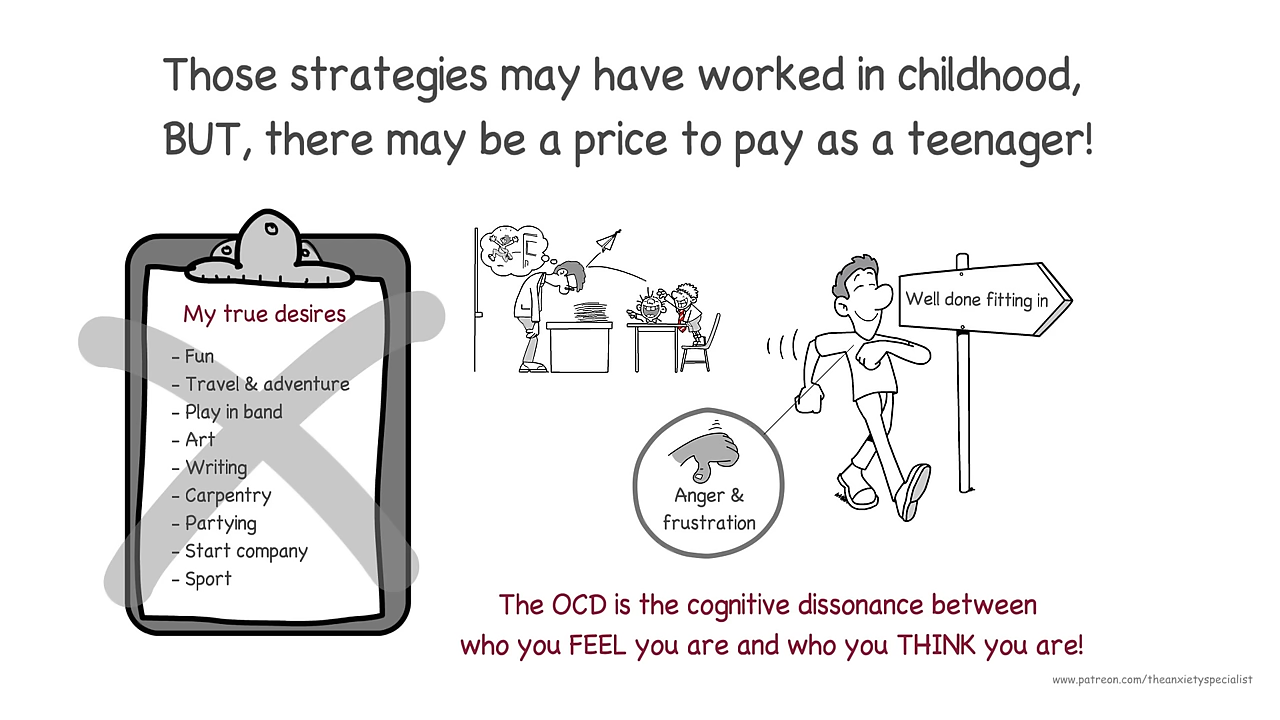 Those strategies may have worked in childhood,
BUT, there may be a price to pay as a teenager!
My true desires
- Fun
- Travel & adventure
- Play in band
- Art
- Writing
- Carpentry
- Partying
- Start company
- Sport
Well done fitting in
Anger &
frustration
The OCD is the cognitive dissonance between
who you FEEL you are and who you THINK you are!
www.patreon.com/theanxietyspecialist